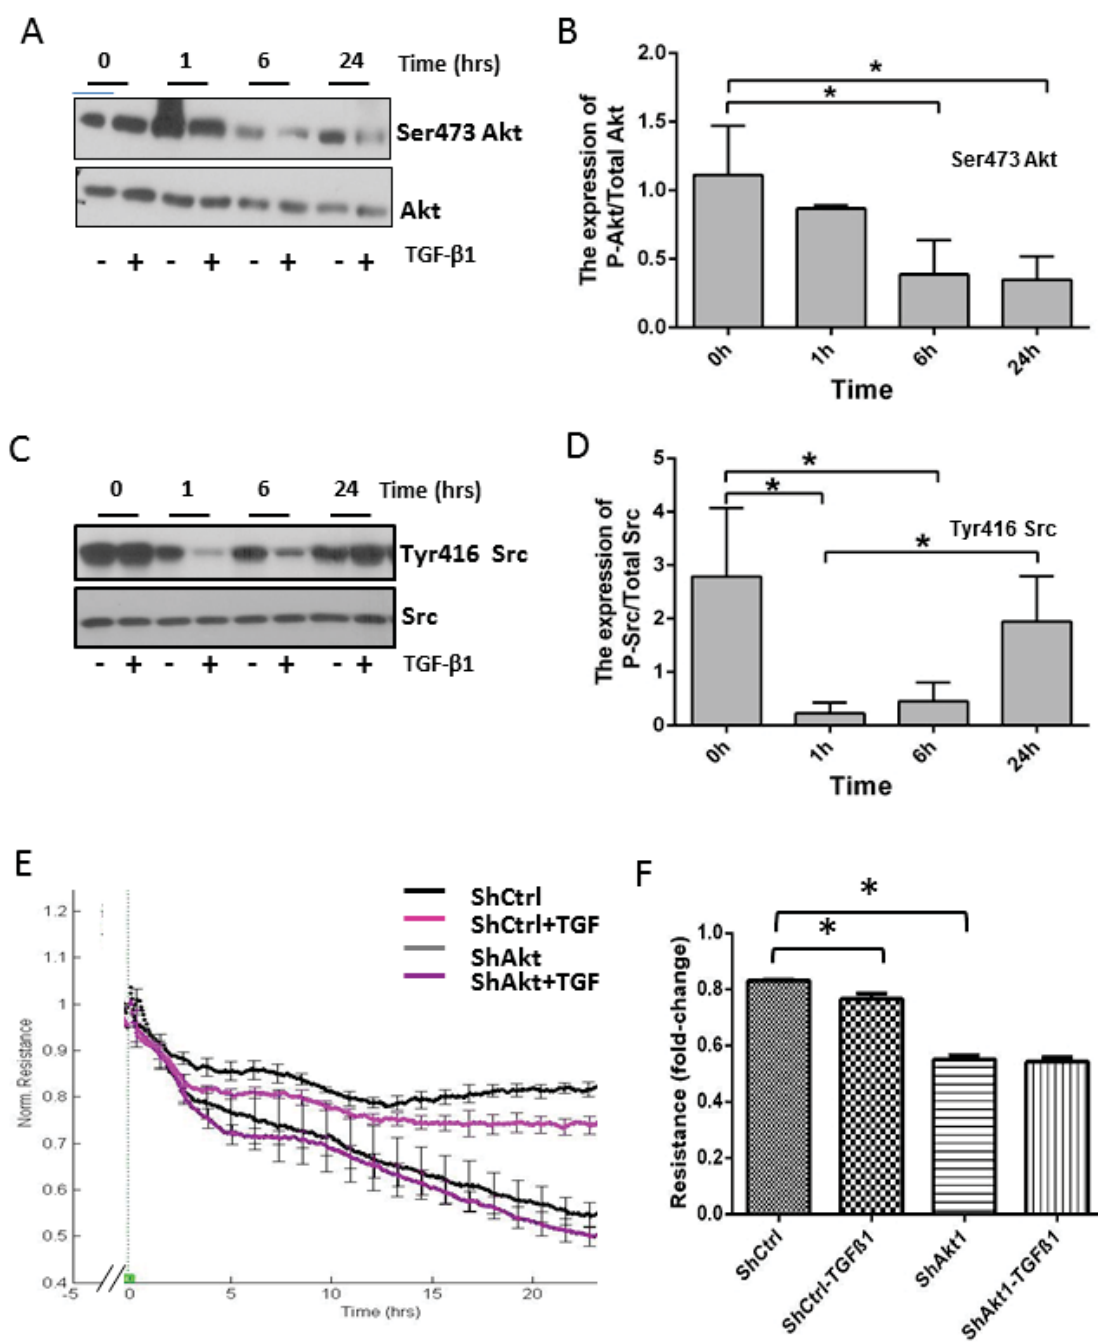 A
0 1 6 24 Time (hrs)
Ser473 Akt
Akt
- + - + - + - + TGF-β1
B
The expression of
P-Akt/Total Akt
2.0
1.5
1.0
0.5
0.0
*
*
Ser473 Akt
0h 1h 6h 24h
Time
C
0 1 6 24 Time (hrs)
Tyr416 Src
Src
- + - + - + - + TGF-β1
D
The expression of
P-Src/Total Src
5
4
3
2
1
0
*
*
*
Tyr416 Src
0h 1h 6h 24h
Time
E
Norm. Resistance
1.2
1.1
1
0.9
0.8
0.7
0.6
0.5
0.4
ShCtrl
ShCtrl+TGF
ShAkt
ShAkt+TGF
-5 0 5 10 15 20
Time (hrs)
F
Resistance (fold-change)
1.0
0.8
0.6
0.4
0.2
0.0
*
*
ShCtrl
ShCtrl-TGFß1
ShAkt1
ShAkt1-TGFß1